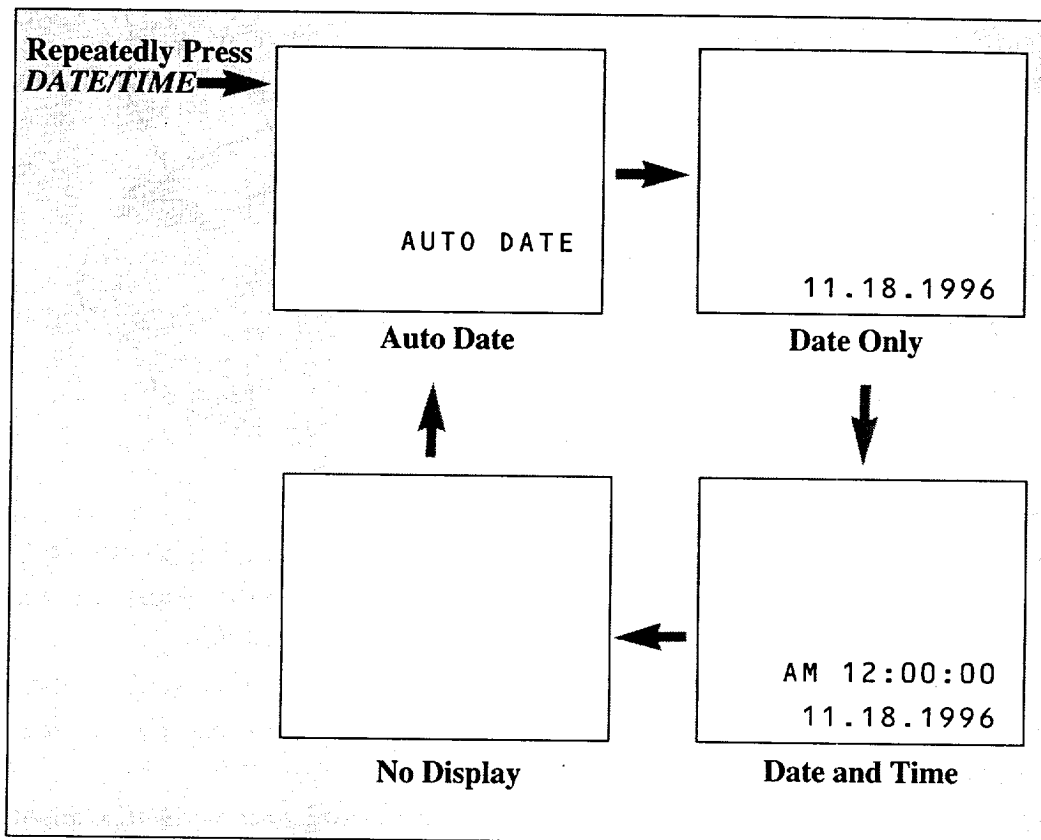 Repeatedly Press
DATE/TIME
AUTO DATE
Auto Date
11.18.1996
Date Only
AM 12:00:00
11.18.1996
Date and Time
No Display